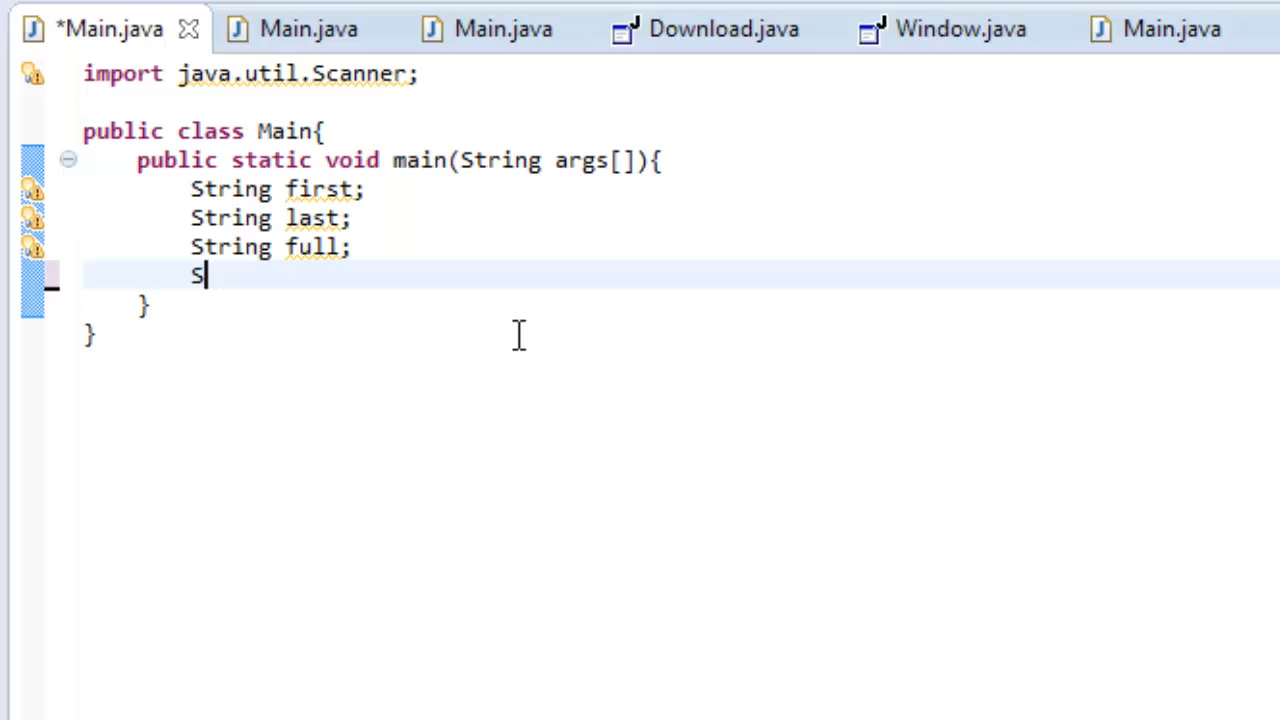 *Main.java Main.java Main.java Download.java Window.java Main.java
import java.util.Scanner;
public class Main{
public static void main(String args[]){
String first;
String last;
String full;
S
}
}